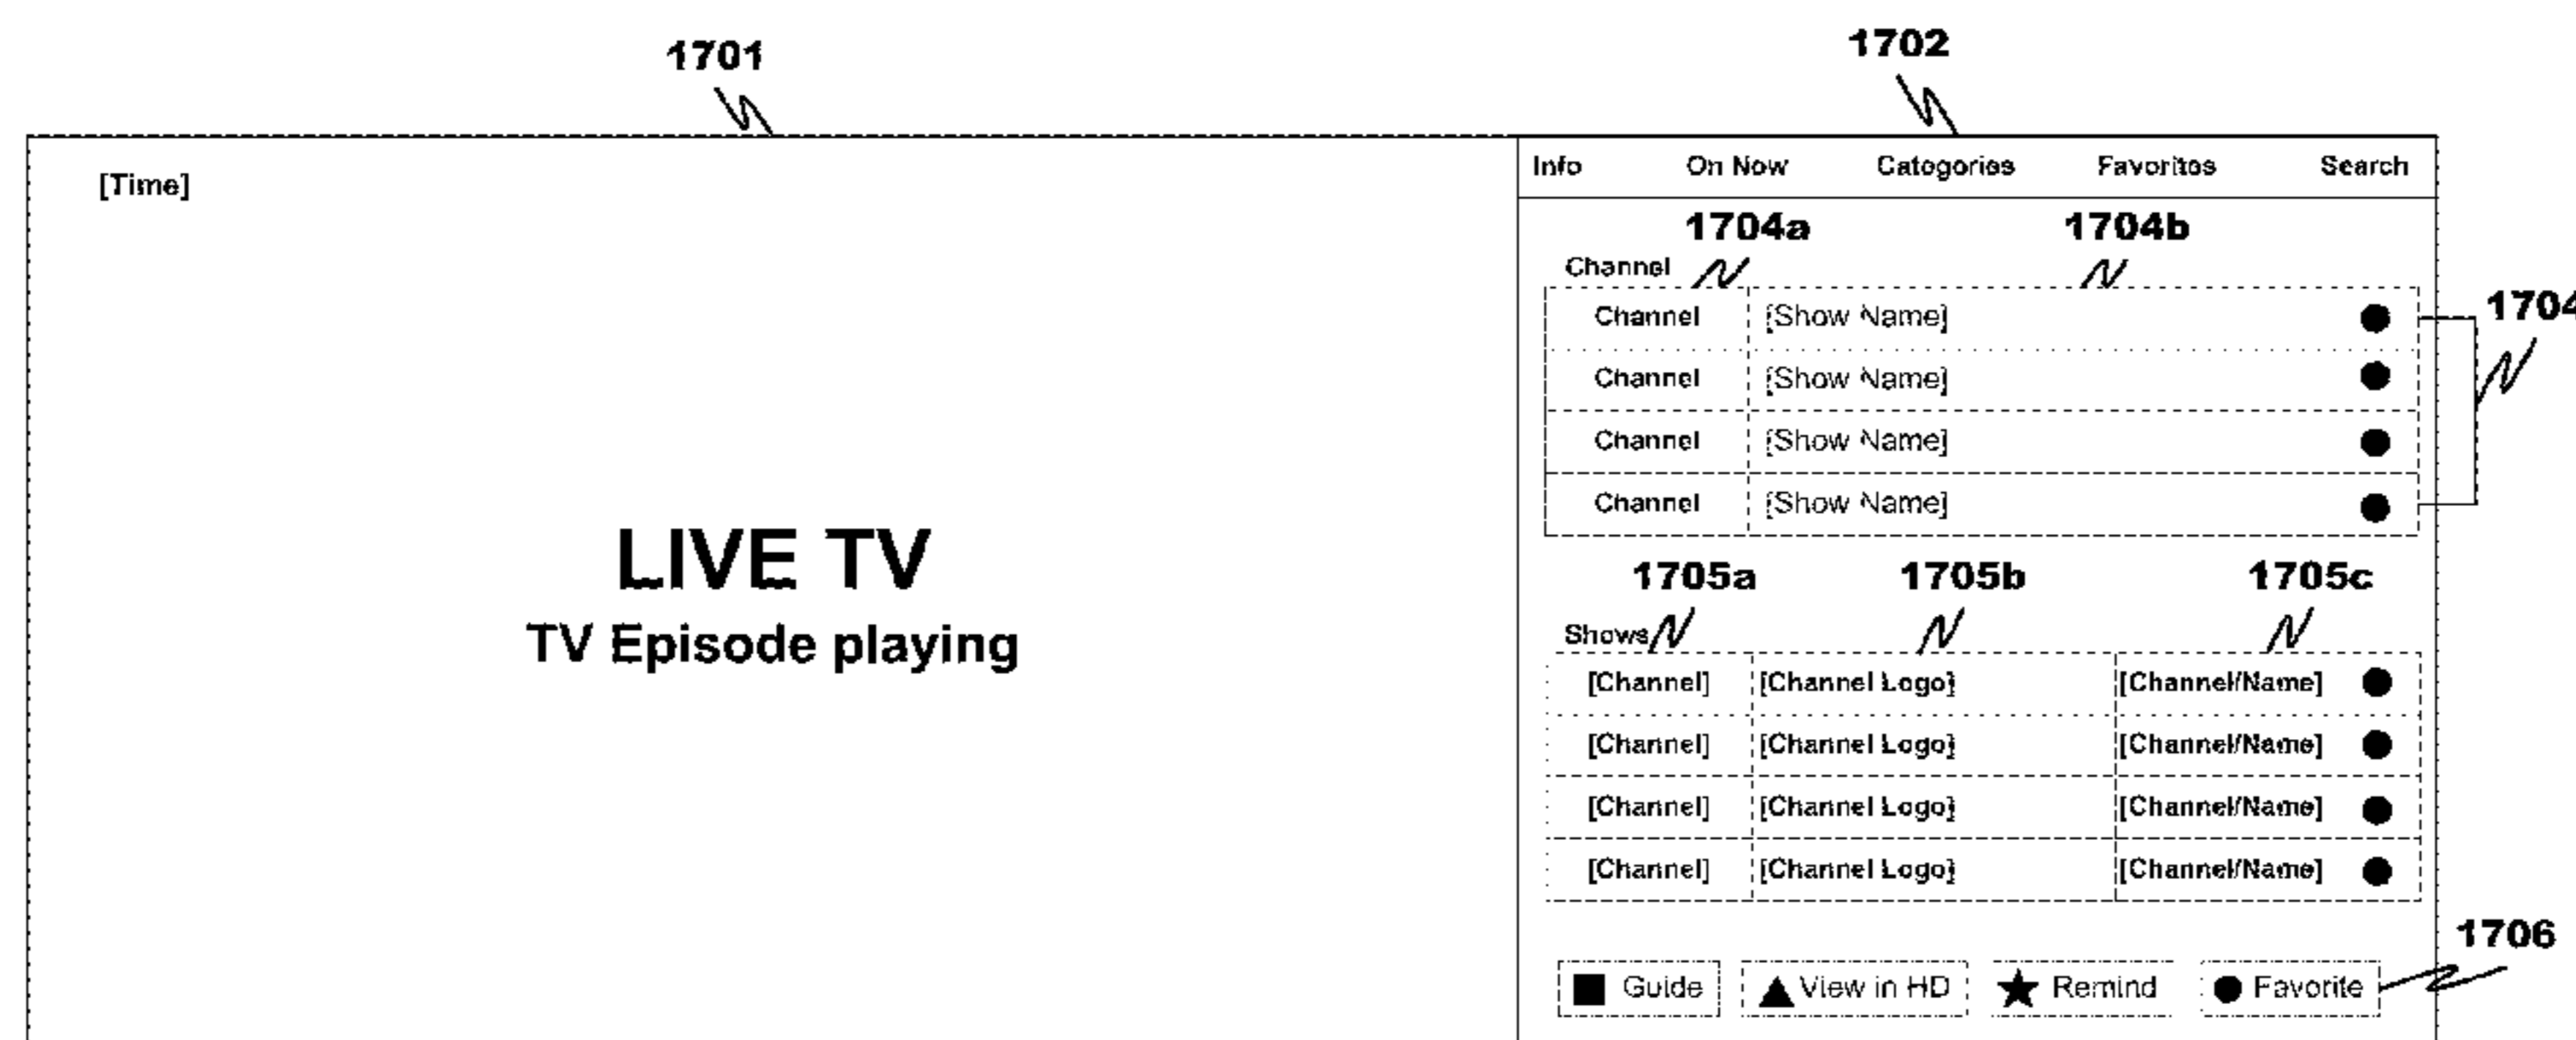 1701
1702
[Time]
Info On Now Categories Favorites Search
1704a 1704b
Channel
1704
Channel [Show Name]
Channel [Show Name]
Channel [Show Name]
Channel [Show Name]
LIVE TV
TV Episode playing
1705a 1705b 1705c
Shows
[Channel] [Channel Logo] [Channel/Name]
[Channel] [Channel Logo] [Channel/Name]
[Channel] [Channel Logo] [Channel/Name]
[Channel] [Channel Logo] [Channel/Name]
1706
Guide View in HD Remind Favorite